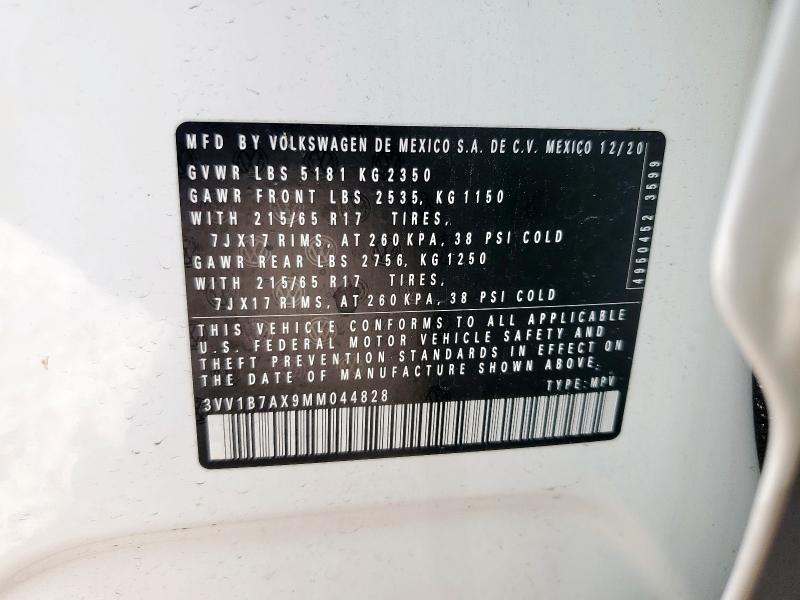 MFD BY VOLKSWAGEN DE MEXICO S.A. DE C.V. MEXICO 12/20
GVWR LBS 5181 KG 2350
GAWR FRONT LBS 2535, KG 1150
WITH 215/65 R17 TIRES,
7JX17 RIMS, AT 260 KPA, 38 PSI COLD
GAWR REAR LBS 2756, KG 1250
WITH 215/65 R17 TIRES,
7JX17 RIMS, AT 260 KPA, 38 PSI COLD
4950452 3599
THIS VEHICLE CONFORMS TO ALL APPLICABLE
U.S. FEDERAL MOTOR VEHICLE SAFETY AND
THEFT PREVENTION STANDARDS IN EFFECT ON
THE DATE OF MANUFACTURE SHOWN ABOVE.
3VV1B7AX9MM044828 TYPE: MPV